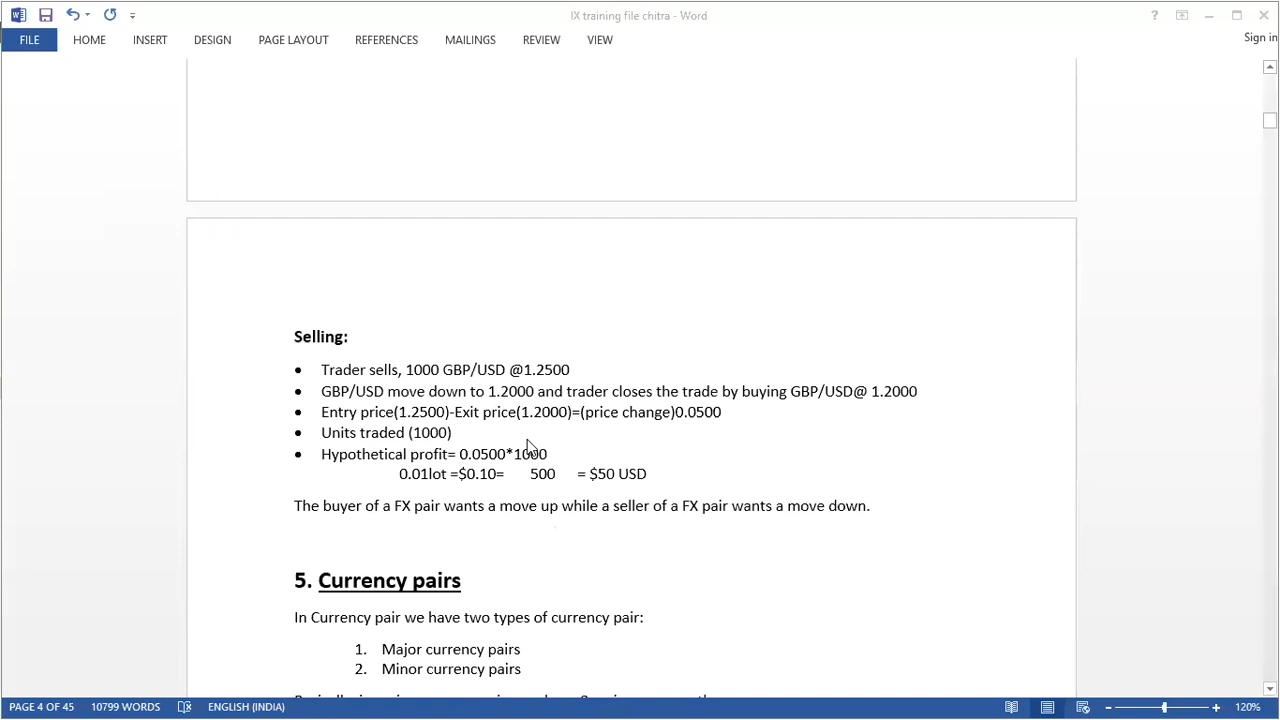 IX training file chitra - Word
?
FILE HOME INSERT DESIGN PAGE LAYOUT REFERENCES MAILINGS REVIEW VIEW
Sign in
Selling:
• Trader sells, 1000 GBP/USD @1.2500
• GBP/USD move down to 1.2000 and trader closes the trade by buying GBP/USD@ 1.2000
• Entry price(1.2500)-Exit price(1.2000)=(price change)0.0500
• Units traded (1000)
• Hypothetical profit= 0.0500*1000
0.01lot =$0.10= 500 = $50 USD
The buyer of a FX pair wants a move up while a seller of a FX pair wants a move down.
5. Currency pairs
In Currency pair we have two types of currency pair:
1. Major currency pairs
2. Minor currency pairs
PAGE 4 OF 45 10799 WORDS ENGLISH (INDIA) 120%